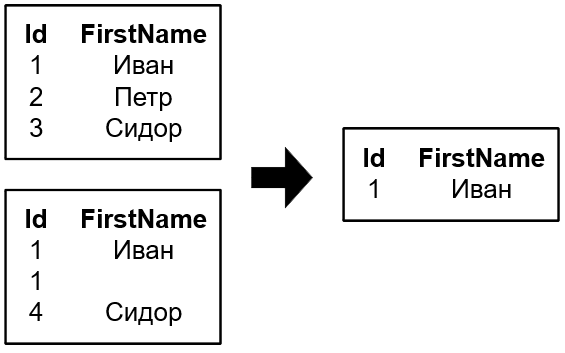 Id FirstName
1 Иван
2 Петр
3 Сидор
Id FirstName
1 Иван
1
4 Сидор
Id FirstName
1 Иван